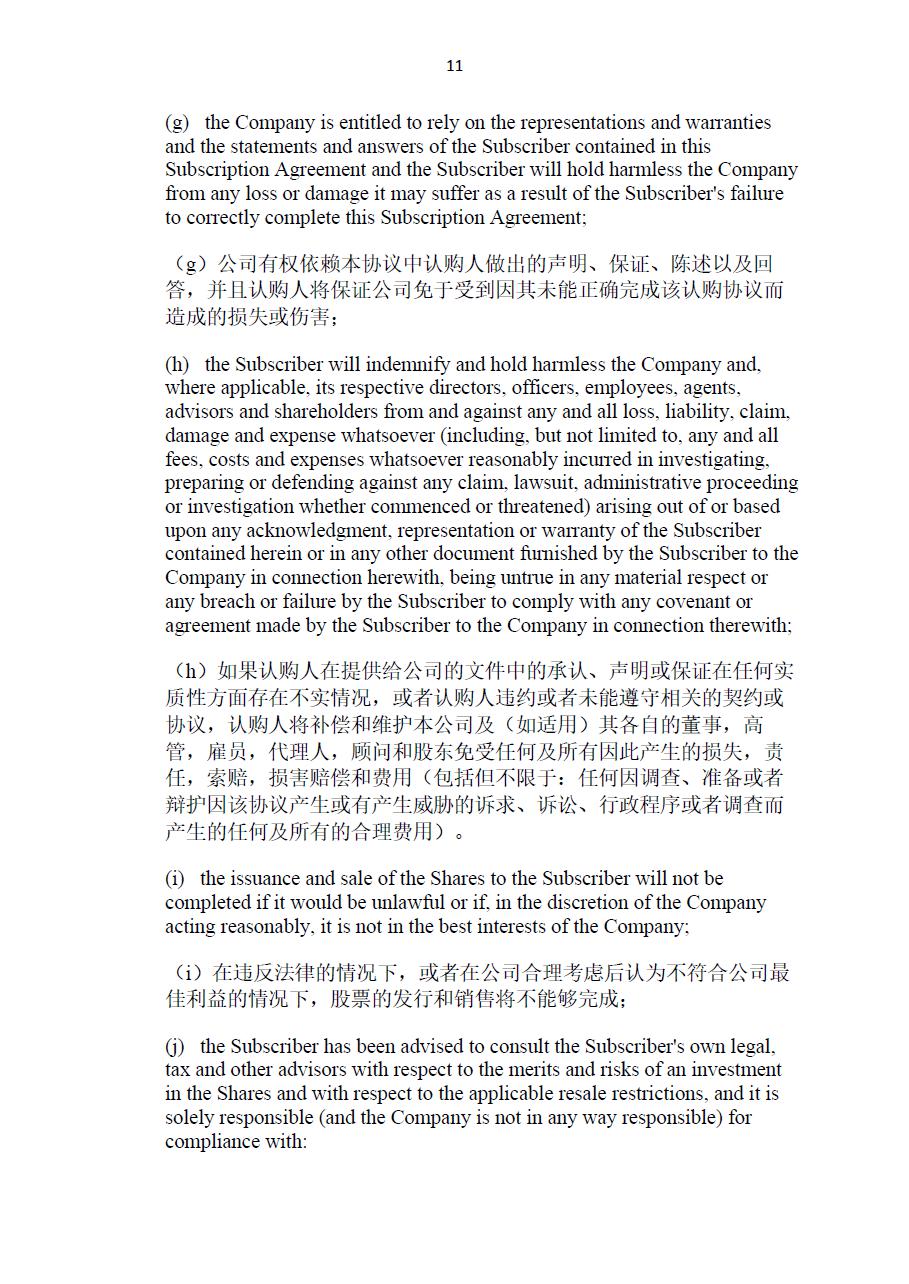 11
(g) the Company is entitled to rely on the representations and warranties
and the statements and answers of the Subscriber contained in this
Subscription Agreement and the Subscriber will hold harmless the Company
from any loss or damage it may suffer as a result of the Subscriber's failure
to correctly complete this Subscription Agreement;
（g）公司有权依赖本协议中认购人做出的声明、保证、陈述以及回
答，并且认购人将保证公司免于受到因其未能正确完成该认购协议而
造成的损失或伤害；
(h) the Subscriber will indemnify and hold harmless the Company and,
where applicable, its respective directors, officers, employees, agents,
advisors and shareholders from and against any and all loss, liability, claim,
damage and expense whatsoever (including, but not limited to, any and all
fees, costs and expenses whatsoever reasonably incurred in investigating,
preparing or defending against any claim, lawsuit, administrative proceeding
or investigation whether commenced or threatened) arising out of or based
upon any acknowledgment, representation or warranty of the Subscriber
contained herein or in any other document furnished by the Subscriber to the
Company in connection herewith, being untrue in any material respect or
any breach or failure by the Subscriber to comply with any covenant or
agreement made by the Subscriber to the Company in connection therewith;
（h）如果认购人在提供给公司的文件中的承认、声明或保证在任何实
质性方面存在不实情况，或者认购人违约或者未能遵守相关的契约或
协议，认购人将补偿和维护本公司及（如适用）其各自的董事，高
管，雇员，代理人，顾问和股东免受任何及所有因此产生的损失，责
任，索赔，损害赔偿和费用（包括但不限于：任何因调查、准备或者
辩护因该协议产生或有产生威胁的诉求、诉讼、行政程序或者调查而
产生的任何及所有的合理费用）。
(i) the issuance and sale of the Shares to the Subscriber will not be
completed if it would be unlawful or if, in the discretion of the Company
acting reasonably, it is not in the best interests of the Company;
（i）在违反法律的情况下，或者在公司合理考虑后认为不符合公司最
佳利益的情况下，股票的发行和销售将不能够完成；
(j) the Subscriber has been advised to consult the Subscriber's own legal,
tax and other advisors with respect to the merits and risks of an investment
in the Shares and with respect to the applicable resale restrictions, and it is
solely responsible (and the Company is not in any way responsible) for
compliance with: